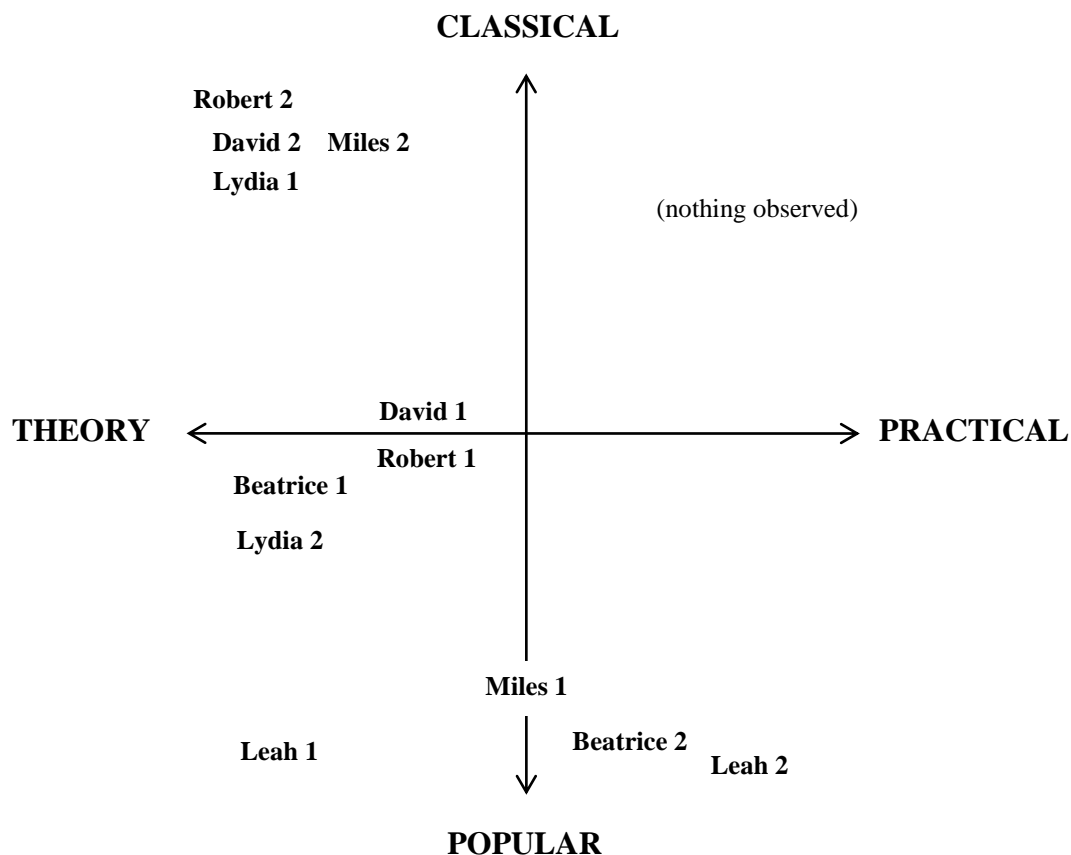 CLASSICAL
Robert 2
David 2 Miles 2
Lydia 1
(nothing observed)
David 1
THEORY PRACTICAL
Robert 1
Beatrice 1
Lydia 2
Miles 1
Beatrice 2
Leah 1
Leah 2
POPULAR